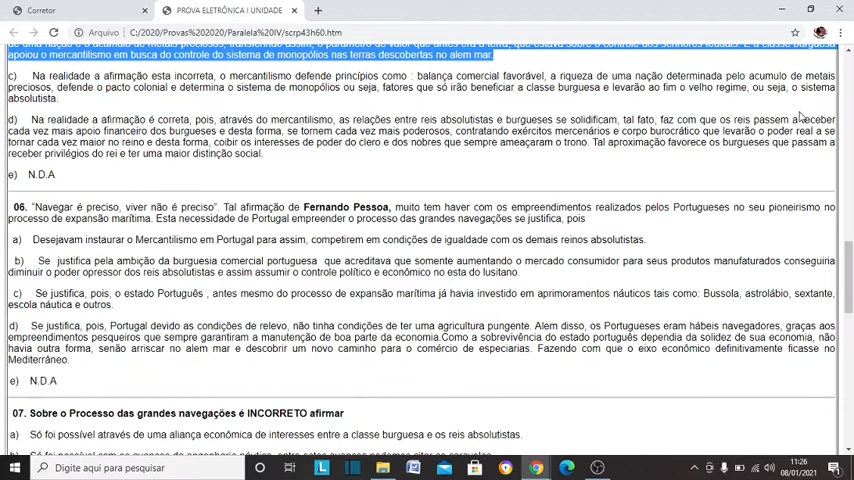 Corretor
PROVA ELETRÔNICA I UNIDADE
Arquivo
C:/2020/Provas%202020/Paralela%20IV/scrp43h60.htm
apoiou o mercantilismo em busca do controle do sistema de monopólios nas terras descobertas no alem mar.
c) Na realidade a afirmação esta incorreta, o mercantilismo defende princípios como : balança comercial favorável, a riqueza de uma nação determinada pelo acumulo de metais
preciosos, defende o pacto colonial e determina o sistema de monopólios ou seja, fatores que só irão beneficiar a classe burguesa e levarão ao fim o velho regime, ou seja, o sistema
absolutista.
d) Na realidade a afirmação é correta, pois, através do mercantilismo, as relações entre reis absolutistas e burgueses se solidificam, tal fato, faz com que os reis passem a receber
cada vez mais apoio financeiro dos burgueses e desta forma, se tornem cada vez mais poderosos, contratando exércitos mercenários e corpo burocrático que levarão o poder real a se
tornar cada vez maior no reino e desta forma, coibir os interesses de poder do clero e dos nobres que sempre ameaçaram o trono. Tal aproximação favorece os burgueses que passam a
receber privilégios do rei e ter uma maior distinção social.
e) N.D.A
06. “Navegar é preciso, viver não é preciso”. Tal afirmação de Fernando Pessoa, muito tem haver com os empreendimentos realizados pelos Portugueses no seu pioneirismo no
processo de expansão marítima. Esta necessidade de Portugal empreender o processo das grandes navegações se justifica, pois
a) Desejavam instaurar o Mercantilismo em Portugal para assim, competirem em condições de igualdade com os demais reinos absolutistas.
b) Se justifica pela ambição da burguesia comercial portuguesa que acreditava que somente aumentando o mercado consumidor para seus produtos manufaturados conseguiria
diminuir o poder opressor dos reis absolutistas e assim assumir o controle político e econômico no esta do lusitano.
c) Se justifica, pois, o estado Português , antes mesmo do processo de expansão marítima já havia investido em aprimoramentos náuticos tais como: Bussola, astrolábio, sextante,
escola náutica e outros.
d) Se justifica, pois, Portugal devido as condições de relevo, não tinha condições de ter uma agricultura pungente. Alem disso, os Portugueses eram hábeis navegadores, graças aos
empreendimentos pesqueiros que sempre garantiram a manutenção de boa parte da economia.Como a sobrevivência do estado português dependia da solidez de sua economia, não
havia outra forma, senão arriscar no alem mar e descobrir um novo caminho para o comércio de especiarias. Fazendo com que o eixo econômico definitivamente ficasse no
Mediterrâneo.
e) N.D.A
07. Sobre o Processo das grandes navegações é INCORRETO afirmar
a) Só foi possível através de uma aliança econômica de interesses entre a classe burguesa e os reis absolutistas.
Digite aqui para pesquisar
11:26
08/01/2021